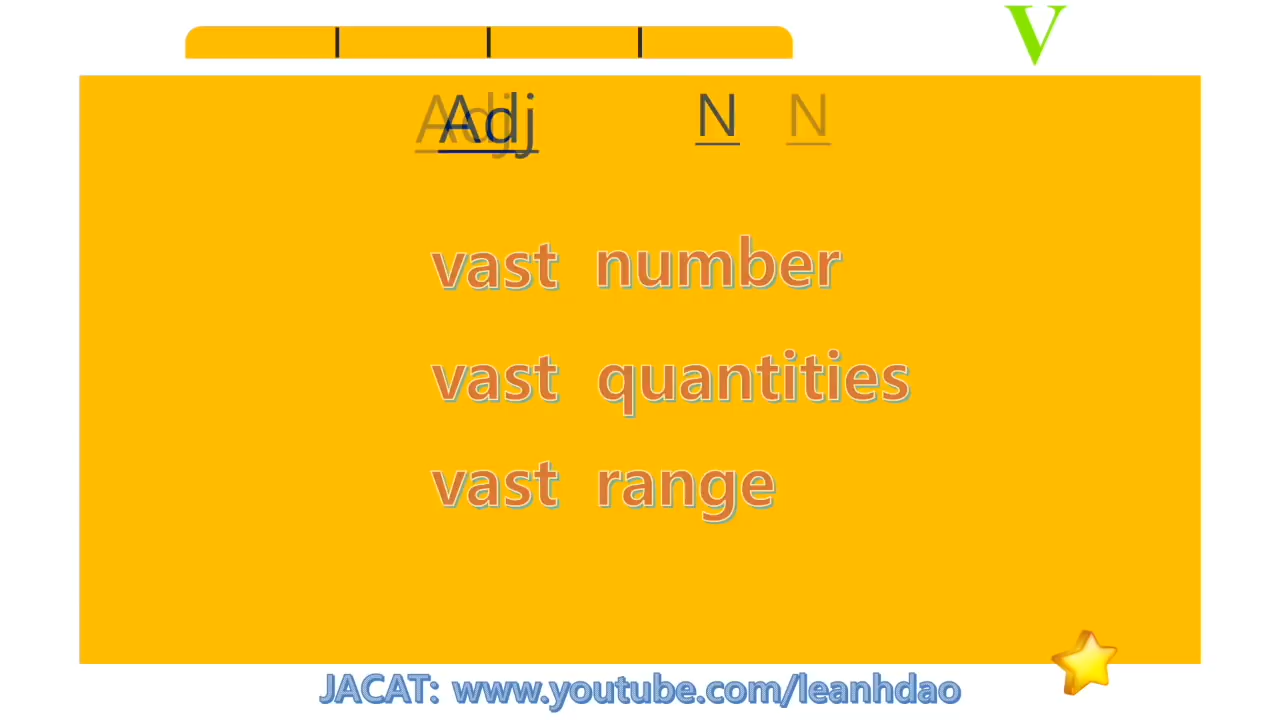 V
Adj N
vast number
vast quantities
vast range
JACAT: www.youtube.com/leanhdao